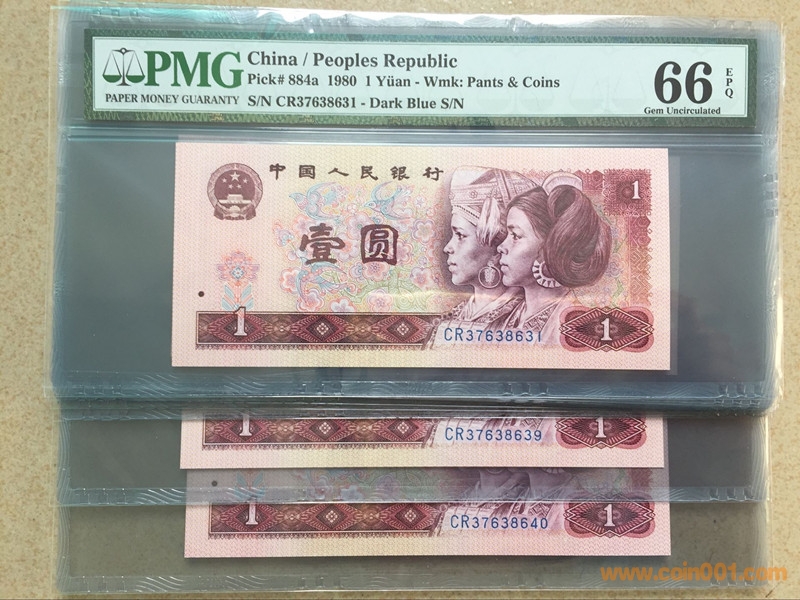 PMG
PAPER MONEY GUARANTY
China / Peoples Republic
Pick# 884a 1980 1 Yüan - Wmk: Pants & Coins
S/N CR37638631 - Dark Blue S/N
66
EPQ
Gem Uncirculated
中国人民银行
1
壹圆
1
CR37638631
1
1
CR37638639
1
1
CR37638640
1
www.coin001.com